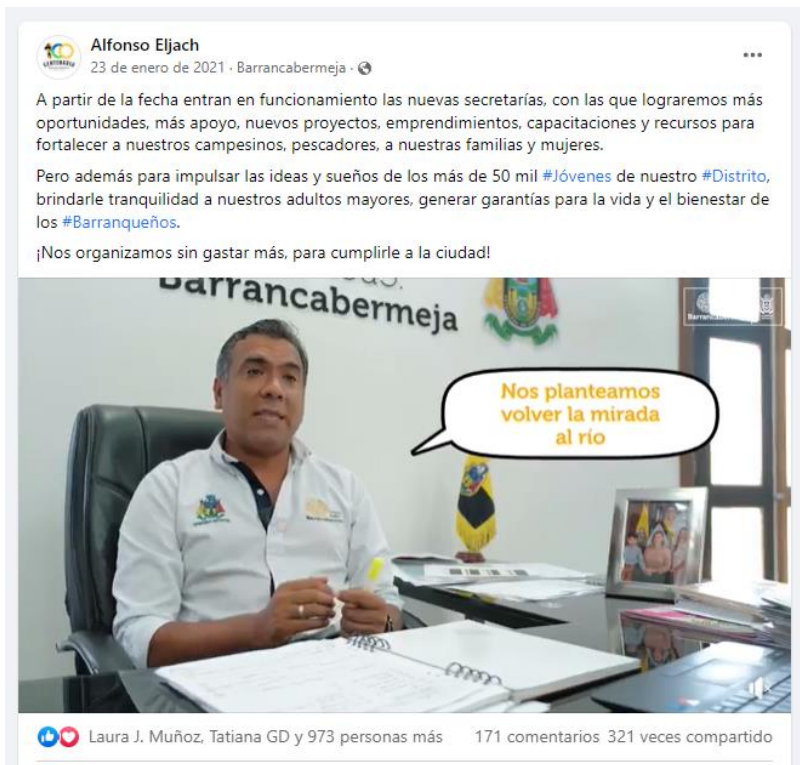 Alfonso Eljach
23 de enero de 2021 · Barrancabermeja ·
A partir de la fecha entran en funcionamiento las nuevas secretarías, con las que lograremos más
oportunidades, más apoyo, nuevos proyectos, emprendimientos, capacitaciones y recursos para
fortalecer a nuestros campesinos, pescadores, a nuestras familias y mujeres.
Pero además para impulsar las ideas y sueños de los más de 50 mil #Jóvenes de nuestro #Distrito,
brindarle tranquilidad a nuestros adultos mayores, generar garantías para la vida y el bienestar de
los #Barranqueños.
¡Nos organizamos sin gastar más, para cumplirle a la ciudad!
Barrancabermeja
Nos planteamos
volver la mirada
al río
Laura J. Muñoz, Tatiana GD y 973 personas más 171 comentarios 321 veces compartido